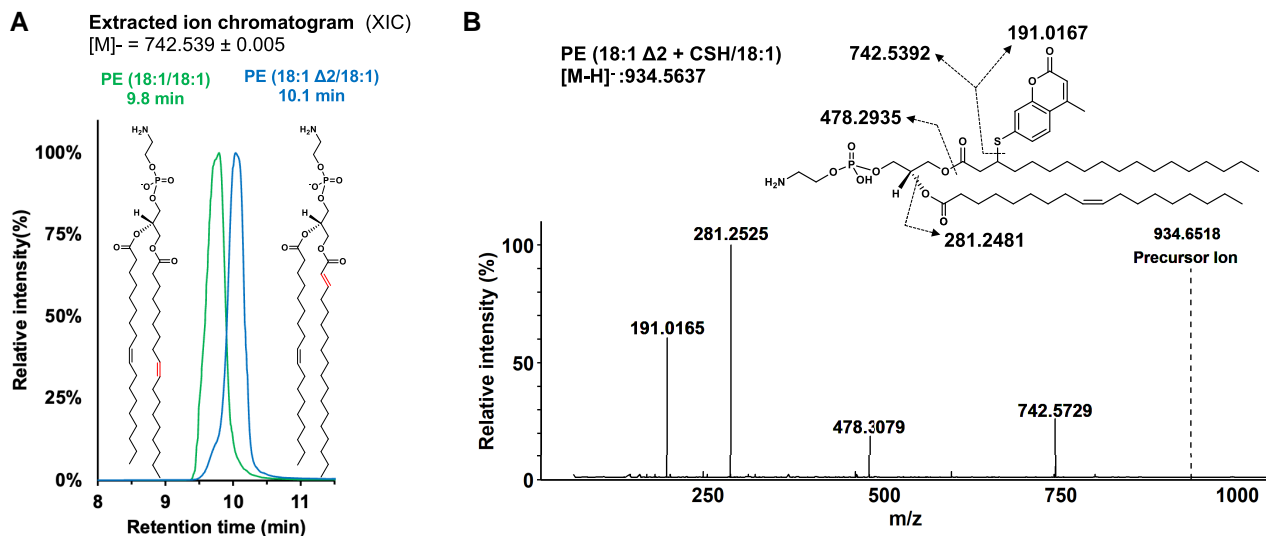 A
Extracted ion chromatogram (XIC)
[M]- = 742.539 ± 0.005
PE (18:1/18:1)
9.8 min
PE (18:1 Δ2/18:1)
10.1 min
Relative intensity(%)
100%
75%
50%
25%
0%
H₂N
O
P
O
-O
O
H
O
O
O
O
H₂N
O
P
O
-O
O
H
O
O
O
O
8
9
10
11
Retention time (min)
B
PE (18:1 Δ2 + CSH/18:1)
[M-H]⁻ :934.5637
191.0167
742.5392
478.2935
281.2481
O
O
S
O
O
P
O
O
OH
O
H₂N
H
O
O
934.6518
Precursor Ion
Relative intensity (%)
100
50
0
281.2525
191.0165
478.3079
742.5729
250
500
750
1000
m/z